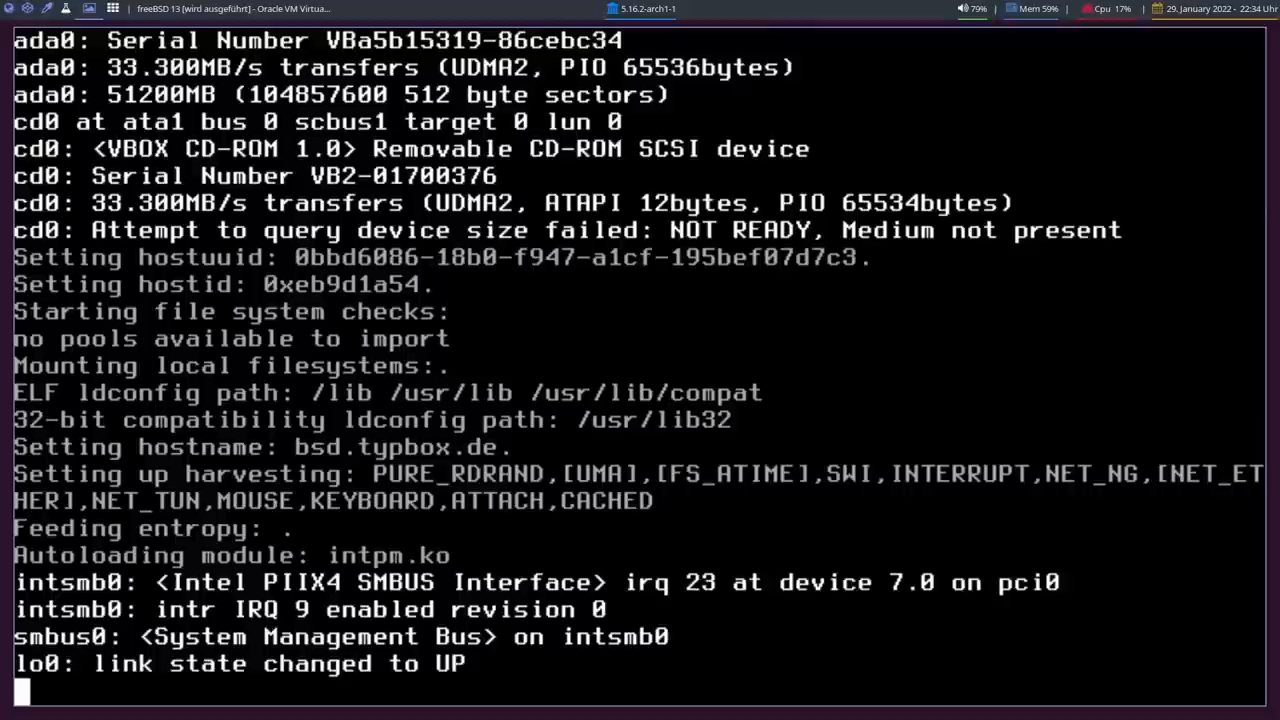 freeBSD 13 [wird ausgeführt] - Oracle VM Virtua...
5.16.2-arch1-1
79%
Mem 59%
Cpu 17%
29. January 2022 - 22:34 Uhr
ada0: Serial Number VBa5b15319-86cebc34
ada0: 33.300MB/s transfers (UDMA2, PIO 65536bytes)
ada0: 51200MB (104857600 512 byte sectors)
cd0 at ata1 bus 0 scbus1 target 0 lun 0
cd0: <VBOX CD-ROM 1.0> Removable CD-ROM SCSI device
cd0: Serial Number VB2-01700376
cd0: 33.300MB/s transfers (UDMA2, ATAPI 12bytes, PIO 65534bytes)
cd0: Attempt to query device size failed: NOT READY, Medium not present
Setting hostuuid: 0bbd6086-18b0-f947-a1cf-195bef07d7c3.
Setting hostid: 0xeb9d1a54.
Starting file system checks:
no pools available to import
Mounting local filesystems:.
ELF ldconfig path: /lib /usr/lib /usr/lib/compat
32-bit compatibility ldconfig path: /usr/lib32
Setting hostname: bsd.typbox.de.
Setting up harvesting: PURE_RDRAND,[UMA],[FS_ATIME],SWI,INTERRUPT,NET_NG,[NET_ET
HER],NET_TUN,MOUSE,KEYBOARD,ATTACH,CACHED
Feeding entropy: .
Autoloading module: intpm.ko
intsmb0: <Intel PIIX4 SMBUS Interface> irq 23 at device 7.0 on pci0
intsmb0: intr IRQ 9 enabled revision 0
smbus0: <System Management Bus> on intsmb0
lo0: link state changed to UP